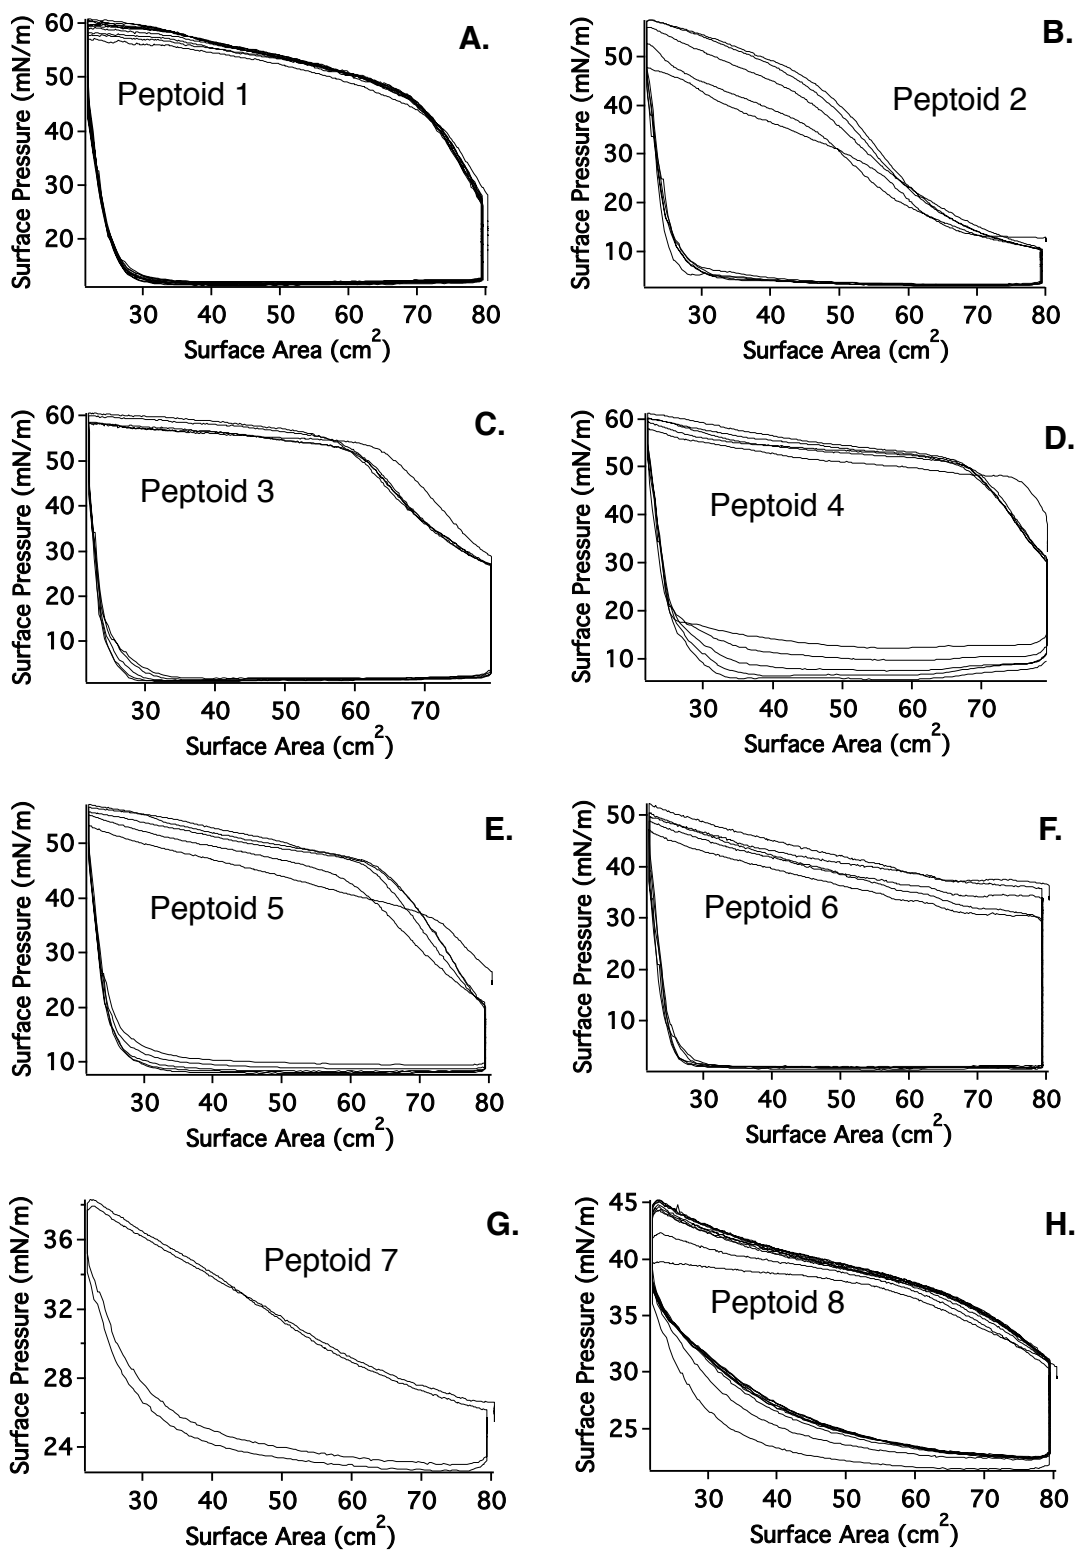 A.
Surface Pressure (mN/m)
60
50
40
30
20
Peptoid 1
30 40 50 60 70 80
Surface Area (cm²)
B.
Surface Pressure (mN/m)
50
40
30
20
10
Peptoid 2
30 40 50 60 70 80
Surface Area (cm²)
C.
Surface Pressure (mN/m)
60
50
40
30
20
10
Peptoid 3
30 40 50 60 70
Surface Area (cm²)
D.
Surface Pressure (mN/m)
60
50
40
30
20
10
Peptoid 4
30 40 50 60 70
Surface Area (cm²)
E.
Surface Pressure (mN/m)
50
40
30
20
10
Peptoid 5
30 40 50 60 70 80
Surface Area (cm²)
F.
Surface Pressure (mN/m)
50
40
30
20
10
Peptoid 6
30 40 50 60 70 80
Surface Area (cm²)
G.
Surface Pressure (mN/m)
36
32
28
24
Peptoid 7
30 40 50 60 70 80
Surface Area (cm²)
H.
Surface Pressure (mN/m)
45
40
35
30
25
Peptoid 8
30 40 50 60 70 80
Surface Area (cm²)